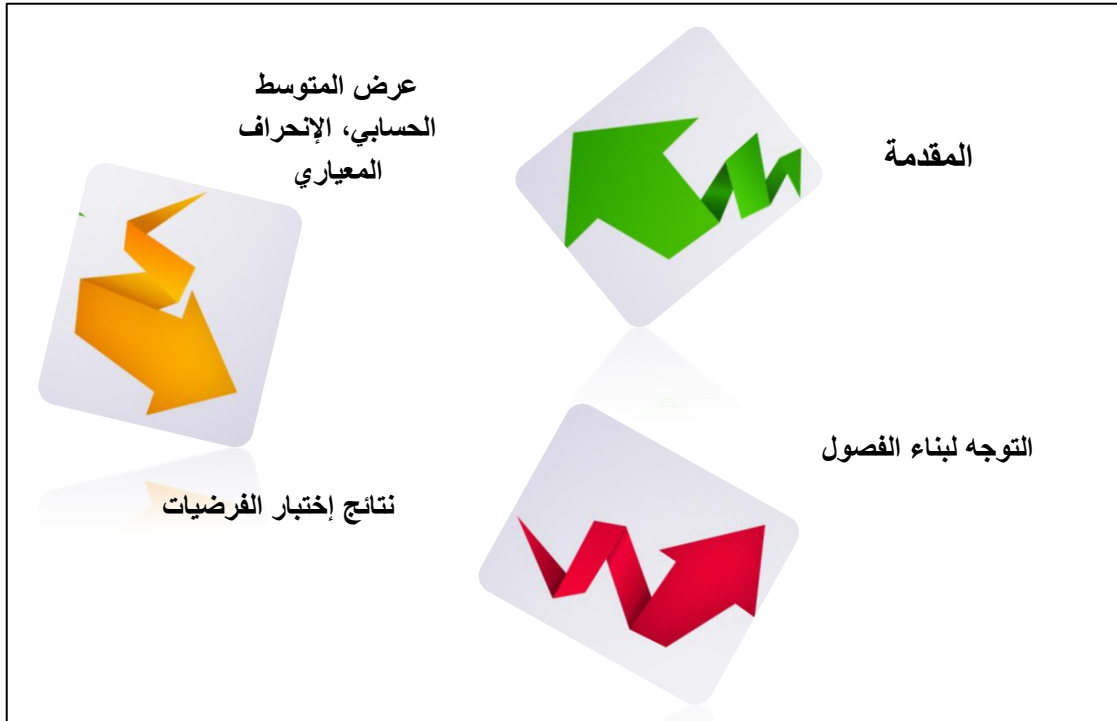 المقدمة
عرض المتوسط
الحسابي، الإنحراف
المعياري
التوجه لبناء الفصول
نتائج إختبار الفرضيات